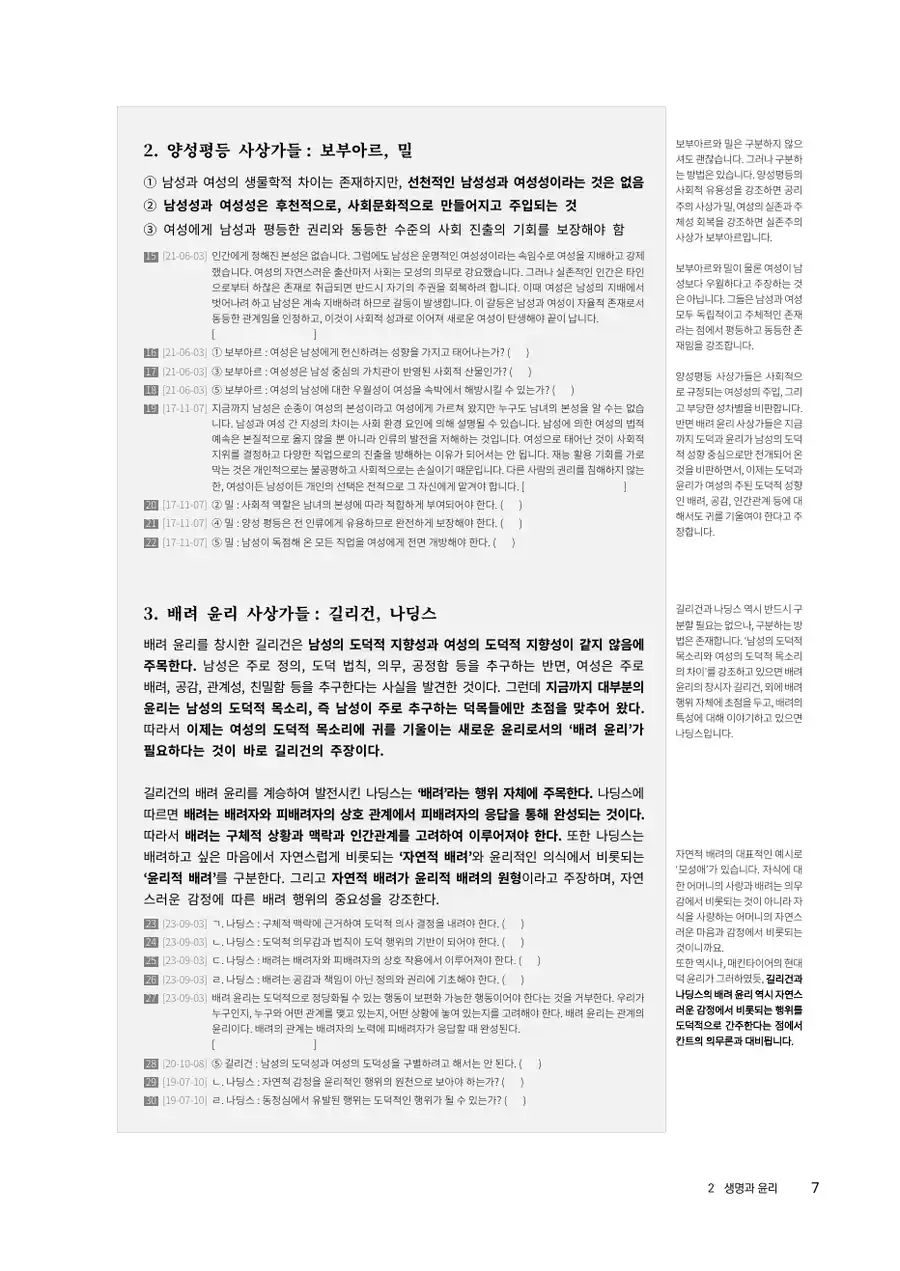 2. 양성평등 사상가들 : 보부아르, 밀
① 남성과 여성의 생물학적 차이는 존재하지만, 선천적인 남성성과 여성성이라는 것은 없음
② 남성성과 여성성은 후천적으로, 사회문화적으로 만들어지고 주입되는 것
③ 여성에게 남성과 평등한 권리와 동등한 수준의 사회 진출의 기회를 보장해야 함
15 [21-06-03] 인간에게 정해진 본성은 없습니다. 그럼에도 남성은 운명적인 여성성이라는 속임수로 여성을 지배하고 강제
했습니다. 여성의 자연스러운 출산마저 사회는 모성의 의무로 강요했습니다. 그러나 실존적인 인간은 타인
으로부터 하찮은 존재로 취급되면 반드시 자기의 주권을 회복하려 합니다. 이때 여성은 남성의 지배에서
벗어나려 하고 남성은 계속 지배하려 하므로 갈등이 발생합니다. 이 갈등은 남성과 여성이 자율적 존재로서
동등한 관계임을 인정하고, 이것이 사회적 성과로 이어져 새로운 여성이 탄생해야 끝이 납니다.
[ ]
16 [21-06-03] ① 보부아르 : 여성은 남성에게 헌신하려는 성향을 가지고 태어나는가? ( )
17 [21-06-03] ③ 보부아르 : 여성성은 남성 중심의 가치관이 반영된 사회적 산물인가? ( )
18 [21-06-03] ⑤ 보부아르 : 여성의 남성에 대한 우월성이 여성을 속박에서 해방시킬 수 있는가? ( )
19 [17-11-07] 지금까지 남성은 순종이 여성의 본성이라고 여성에게 가르쳐 왔지만 누구도 남녀의 본성을 알 수는 없습
니다. 남성과 여성 간 지성의 차이는 사회 환경 요인에 의해 설명될 수 있습니다. 남성에 의한 여성의 법적
예속은 본질적으로 옳지 않을 뿐 아니라 인류의 발전을 저해하는 것입니다. 여성으로 태어난 것이 사회적
지위를 결정하고 다양한 직업으로의 진출을 방해하는 이유가 되어서는 안 됩니다. 재능 활용 기회를 가로
막는 것은 개인적으로는 불공평하고 사회적으로는 손실이기 때문입니다. 다른 사람의 권리를 침해하지 않는
한, 여성이든 남성이든 개인의 선택은 전적으로 그 자신에게 맡겨야 합니다. [ ]
20 [17-11-07] ② 밀 : 사회적 역할은 남녀의 본성에 따라 적합하게 부여되어야 한다. ( )
21 [17-11-07] ④ 밀 : 양성 평등은 전 인류에게 유용하므로 완전하게 보장해야 한다. ( )
22 [17-11-07] ⑤ 밀 : 남성이 독점해 온 모든 직업을 여성에게 전면 개방해야 한다. ( )
보부아르와 밀은 구분하지 않으
셔도 괜찮습니다. 그러나 구분하
는 방법은 있습니다. 양성평등의
사회적 유용성을 강조하면 공리
주의 사상가 밀, 여성의 실존과 주
체성 회복을 강조하면 실존주의
사상가 보부아르입니다.
보부아르와 밀이 물론 여성이 남
성보다 우월하다고 주장하는 것
은 아닙니다. 그들은 남성과 여성
모두 독립적이고 주체적인 존재
라는 점에서 평등하고 동등한 존
재임을 강조합니다.
양성평등 사상가들은 사회적으
로 규정되는 여성성의 주입, 그리
고 부당한 성차별을 비판합니다.
반면 배려 윤리 사상가들은 지금
까지 도덕과 윤리가 남성의 도덕
적 성향 중심으로만 전개되어 온
것을 비판하면서, 이제는 도덕과
윤리가 여성의 주된 도덕적 성향
인 배려, 공감, 인간관계 등에 대
해서도 귀를 기울여야 한다고 주
장합니다.
3. 배려 윤리 사상가들 : 길리건, 나딩스
배려 윤리를 창시한 길리건은 남성의 도덕적 지향성과 여성의 도덕적 지향성이 같지 않음에
주목한다. 남성은 주로 정의, 도덕 법칙, 의무, 공정함 등을 추구하는 반면, 여성은 주로
배려, 공감, 관계성, 친밀함 등을 추구한다는 사실을 발견한 것이다. 그런데 지금까지 대부분의
윤리는 남성의 도덕적 목소리, 즉 남성이 주로 추구하는 덕목들에만 초점을 맞추어 왔다.
따라서 이제는 여성의 도덕적 목소리에 귀를 기울이는 새로운 윤리로서의 ‘배려 윤리’가
필요하다는 것이 바로 길리건의 주장이다.
길리건의 배려 윤리를 계승하여 발전시킨 나딩스는 ‘배려’라는 행위 자체에 주목한다. 나딩스에
따르면 배려는 배려자와 피배려자의 상호 관계에서 피배려자의 응답을 통해 완성되는 것이다.
따라서 배려는 구체적 상황과 맥락과 인간관계를 고려하여 이루어져야 한다. 또한 나딩스는
배려하고 싶은 마음에서 자연스럽게 비롯되는 ‘자연적 배려’와 윤리적인 의식에서 비롯되는
‘윤리적 배려’를 구분한다. 그리고 자연적 배려가 윤리적 배려의 원형이라고 주장하며, 자연
스러운 감정에 따른 배려 행위의 중요성을 강조한다.
23 [23-09-03] ㄱ. 나딩스 : 구체적 맥락에 근거하여 도덕적 의사 결정을 내려야 한다. ( )
24 [23-09-03] ㄴ. 나딩스 : 도덕적 의무감과 법칙이 도덕 행위의 기반이 되어야 한다. ( )
25 [23-09-03] ㄷ. 나딩스 : 배려는 배려자와 피배려자의 상호 작용에서 이루어져야 한다. ( )
26 [23-09-03] ㄹ. 나딩스 : 배려는 공감과 책임이 아닌 정의와 권리에 기초해야 한다. ( )
27 [23-09-03] 배려 윤리는 도덕적으로 정당화될 수 있는 행동이 보편화 가능한 행동이어야 한다는 것을 거부한다. 우리가
누구인지, 누구와 어떤 관계를 맺고 있는지, 어떤 상황에 놓여 있는지를 고려해야 한다. 배려 윤리는 관계의
윤리이다. 배려의 관계는 배려자의 노력에 피배려자가 응답할 때 완성된다.
[ ]
28 [20-10-08] ⑤ 길리건 : 남성의 도덕성과 여성의 도덕성을 구별하려고 해서는 안 된다. ( )
29 [19-07-10] ㄴ. 나딩스 : 자연적 감정을 윤리적인 행위의 원천으로 보아야 하는가? ( )
30 [19-07-10] ㄹ. 나딩스 : 동정심에서 유발된 행위는 도덕적인 행위가 될 수 있는가? ( )
길리건과 나딩스 역시 반드시 구
분할 필요는 없으나, 구분하는 방
법은 존재합니다. ‘남성의 도덕적
목소리와 여성의 도덕적 목소리
의 차이’를 강조하고 있으면 배려
윤리의 창시자 길리건, 외에 배려
행위 자체에 초점을 두고, 배려의
특성에 대해 이야기하고 있으면
나딩스입니다.
자연적 배려의 대표적인 예시로
‘모성애’가 있습니다. 자식에 대
한 어머니의 사랑과 배려는 의무
감에서 비롯되는 것이 아니라 자
식을 사랑하는 어머니의 자연스
러운 마음과 감정에서 비롯되는
것이니까요.
또한 역시나, 매킨타이어의 현대
덕 윤리가 그러하였듯, 길리건과
나딩스의 배려 윤리 역시 자연스
러운 감정에서 비롯되는 행위를
도덕적으로 간주한다는 점에서
칸트의 의무론과 대비됩니다.
2 생명과 윤리 7